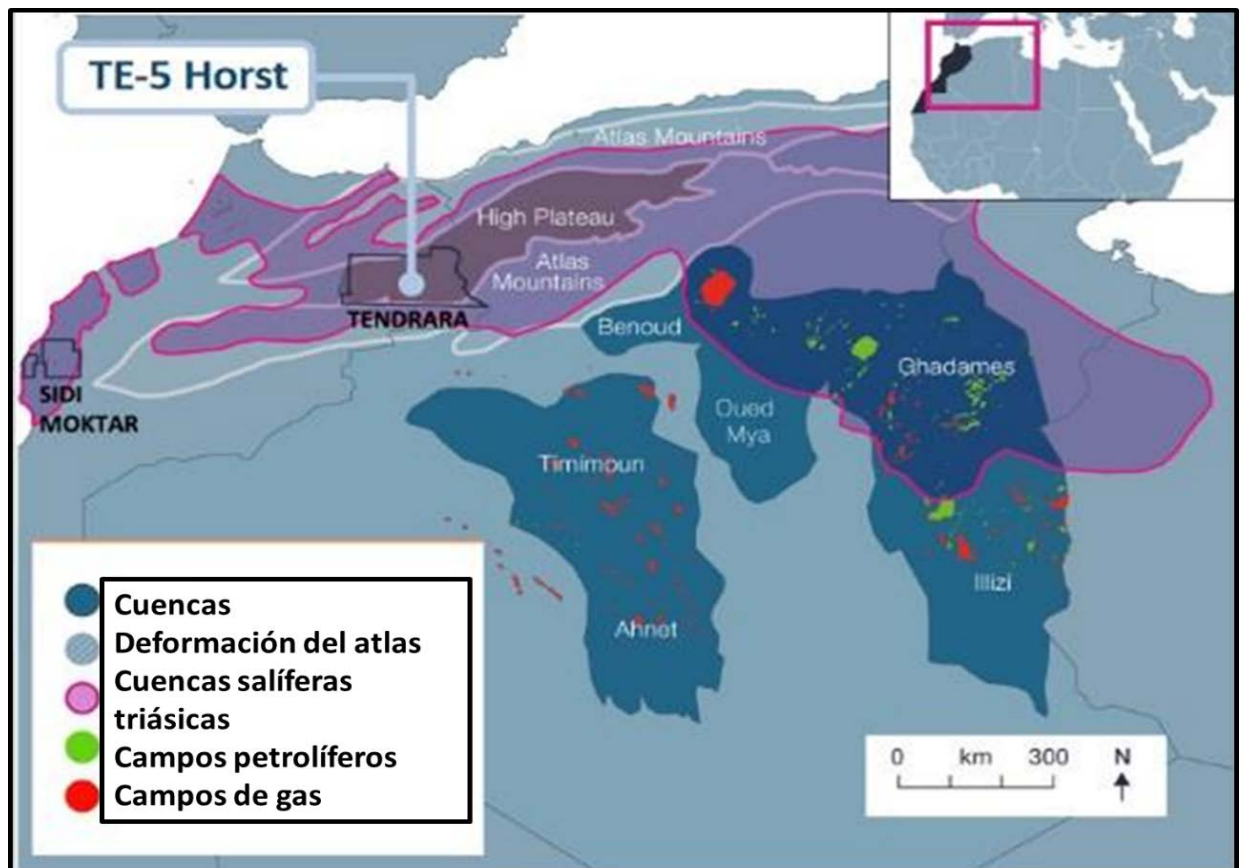 TE-5 Horst
Atlas Mountains
High Plateau
Atlas
Mountains
TENDRARA
Benoud
Ghadames
SIDI
MOKTAR
Oued
Mya
Timimoun
Illizi
Ahnet
Cuencas
Deformación del atlas
Cuencas salíferas
triásicas
Campos petrolíferos
Campos de gas
0 km 300 N